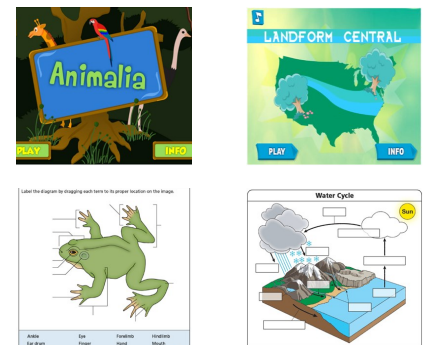 Animalia
PLAY
INFO
LANDFORM CENTRAL
PLAY
INFO
Label the diagram by dragging each term to its proper location on the image.
Ankle Eye Forelimb Hindlimb
Ear drum Finger Hand Mouth
Water Cycle
Sun